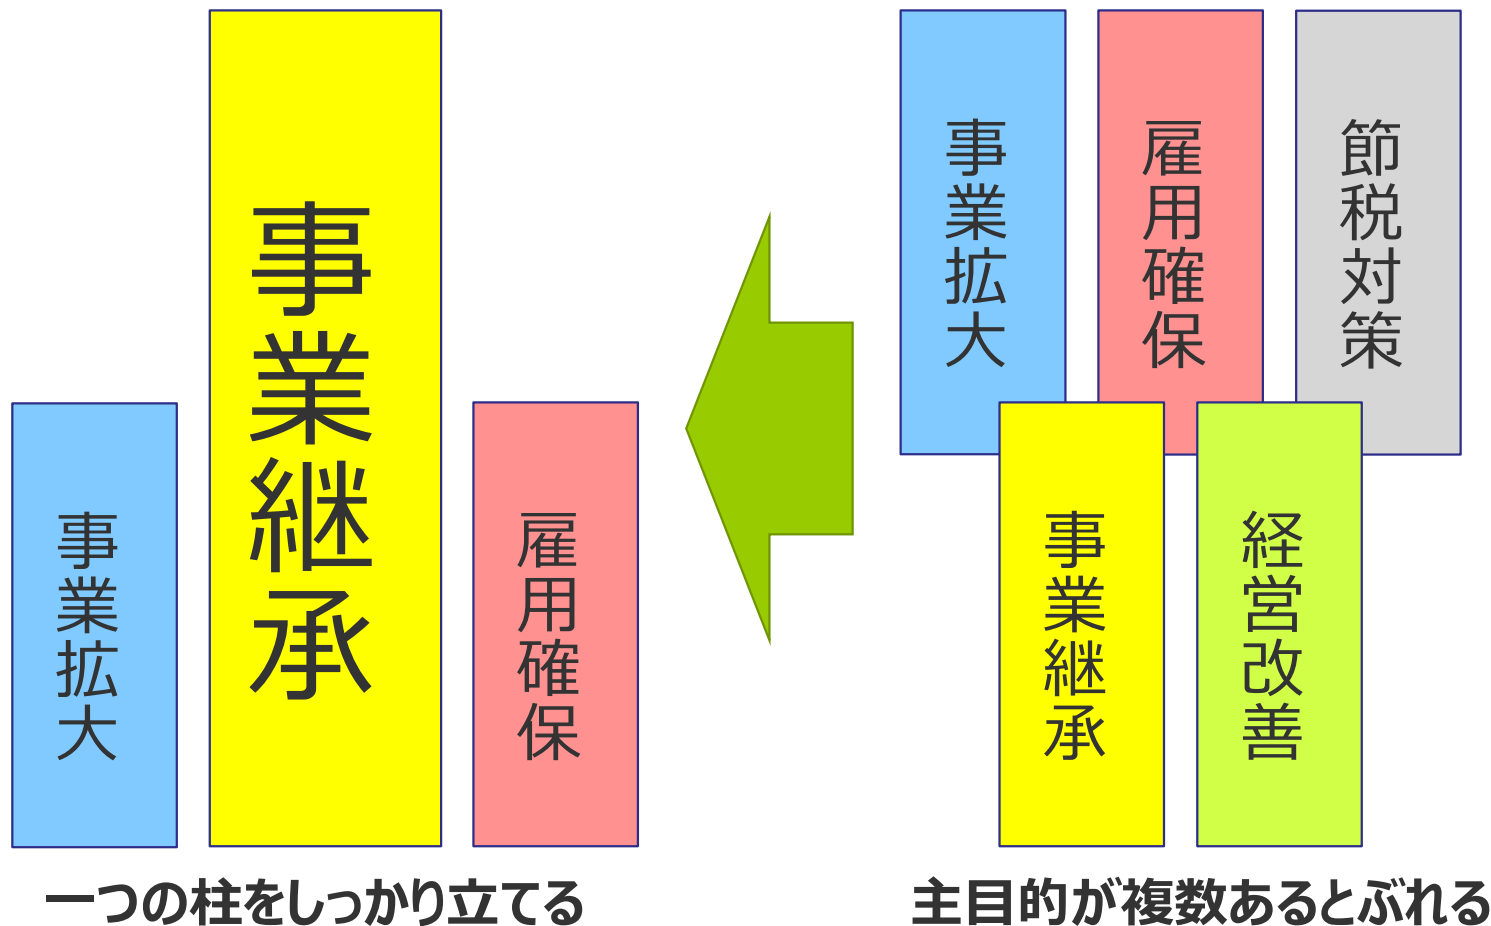 事業拡大
事業継承
雇用確保
一つの柱をしっかり立てる
事業拡大
雇用確保
節税対策
事業継承
経営改善
主目的が複数あるとぶれる